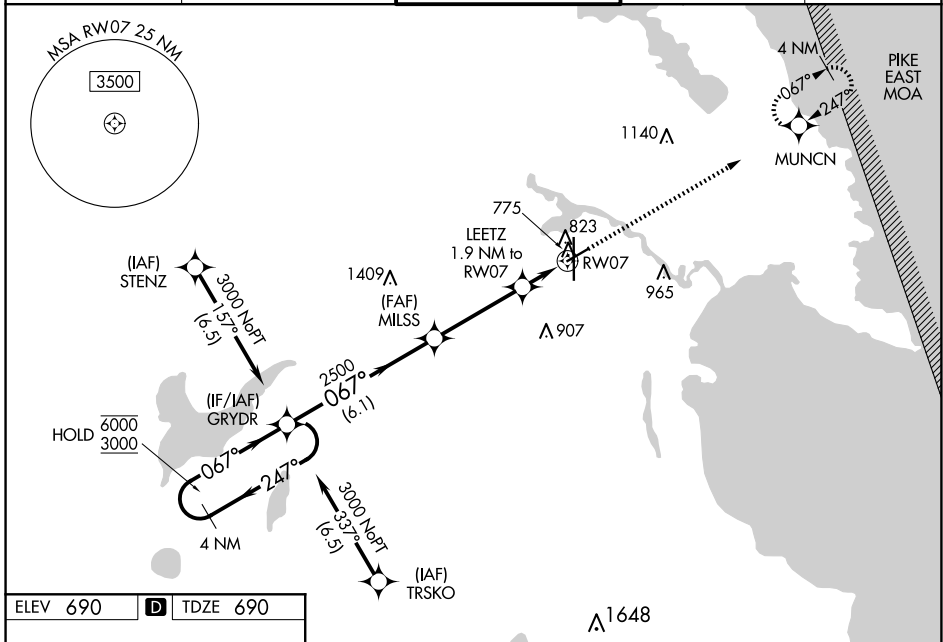 MSA RW07 25 NM
3500
4 NM
067°
247°
MUNCN
PIKE
EAST
MOA
1140
775
823
LEETZ
1.9 NM to
RW07
RW07
965
(IAF)
STENZ
3000 NoPT
157°
(6.5)
1409
(FAF)
MILSS
907
2500
067°
(6.1)
(IF/IAF)
GRYDR
HOLD
6000
3000
067°
247°
4 NM
3000 NoPT
337°
(6.5)
(IAF)
TRSKO
1648
ELEV 690 D TDZE 690